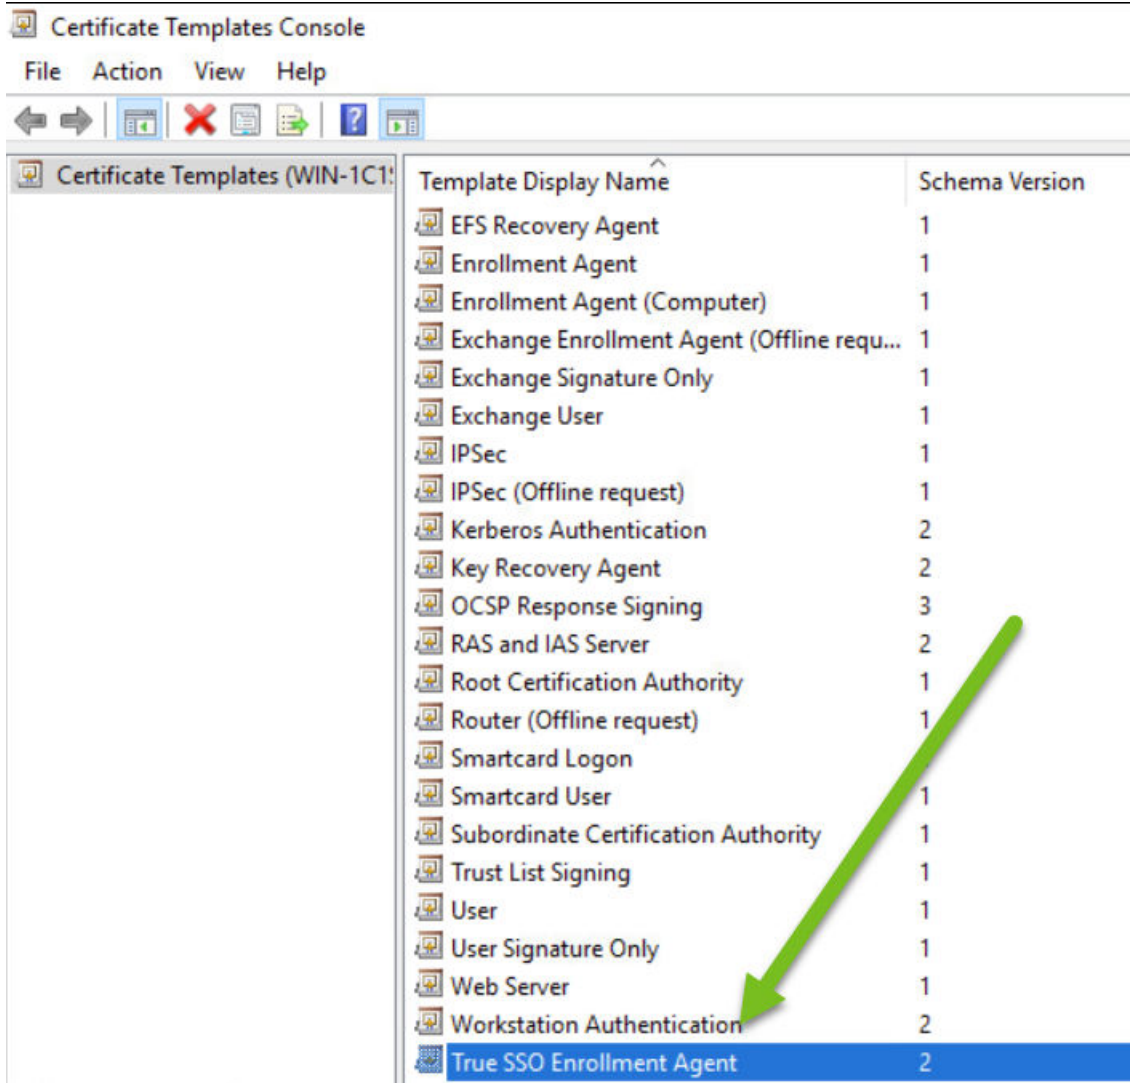 Certificate Templates Console
File Action View Help
Certificate Templates (WIN-1C1
Template Display Name Schema Version
EFS Recovery Agent 1
Enrollment Agent 1
Enrollment Agent (Computer) 1
Exchange Enrollment Agent (Offline requ... 1
Exchange Signature Only 1
Exchange User 1
IPSec 1
IPSec (Offline request) 1
Kerberos Authentication 2
Key Recovery Agent 2
OCSP Response Signing 3
RAS and IAS Server 2
Root Certification Authority 1
Router (Offline request) 1
Smartcard Logon
Smartcard User 1
Subordinate Certification Authority 1
Trust List Signing 1
User 1
User Signature Only 1
Web Server 1
Workstation Authentication 2
True SSO Enrollment Agent 2